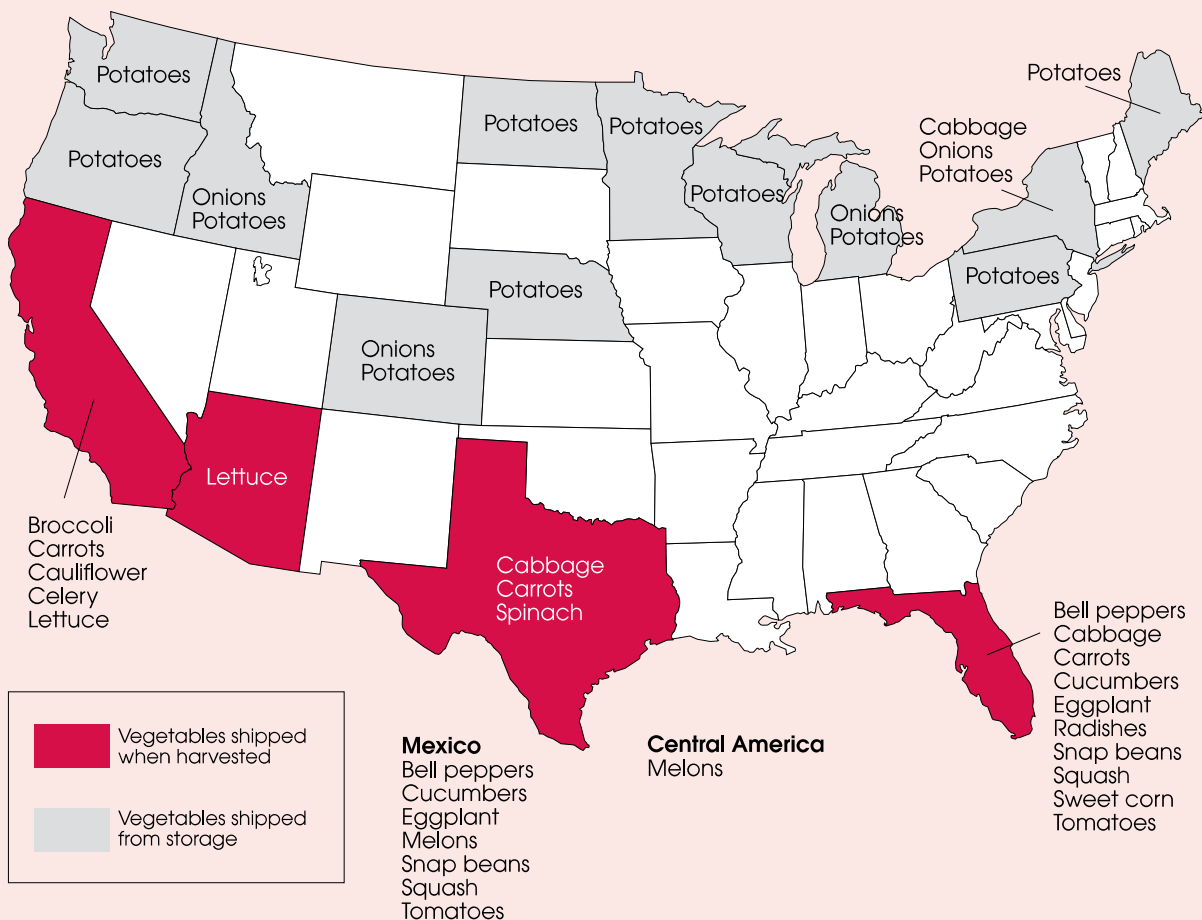 Potatoes
Potatoes
Onions
Potatoes
Potatoes
Potatoes
Potatoes
Onions
Potatoes
Potatoes
Cabbage
Onions
Potatoes
Potatoes
Potatoes
Onions
Potatoes
Lettuce
Broccoli
Carrots
Cauliflower
Celery
Lettuce
Cabbage
Carrots
Spinach
Bell peppers
Cabbage
Carrots
Cucumbers
Eggplant
Radishes
Snap beans
Squash
Sweet corn
Tomatoes
Vegetables shipped
when harvested
Vegetables shipped
from storage
Mexico
Bell peppers
Cucumbers
Eggplant
Melons
Snap beans
Squash
Tomatoes
Central America
Melons